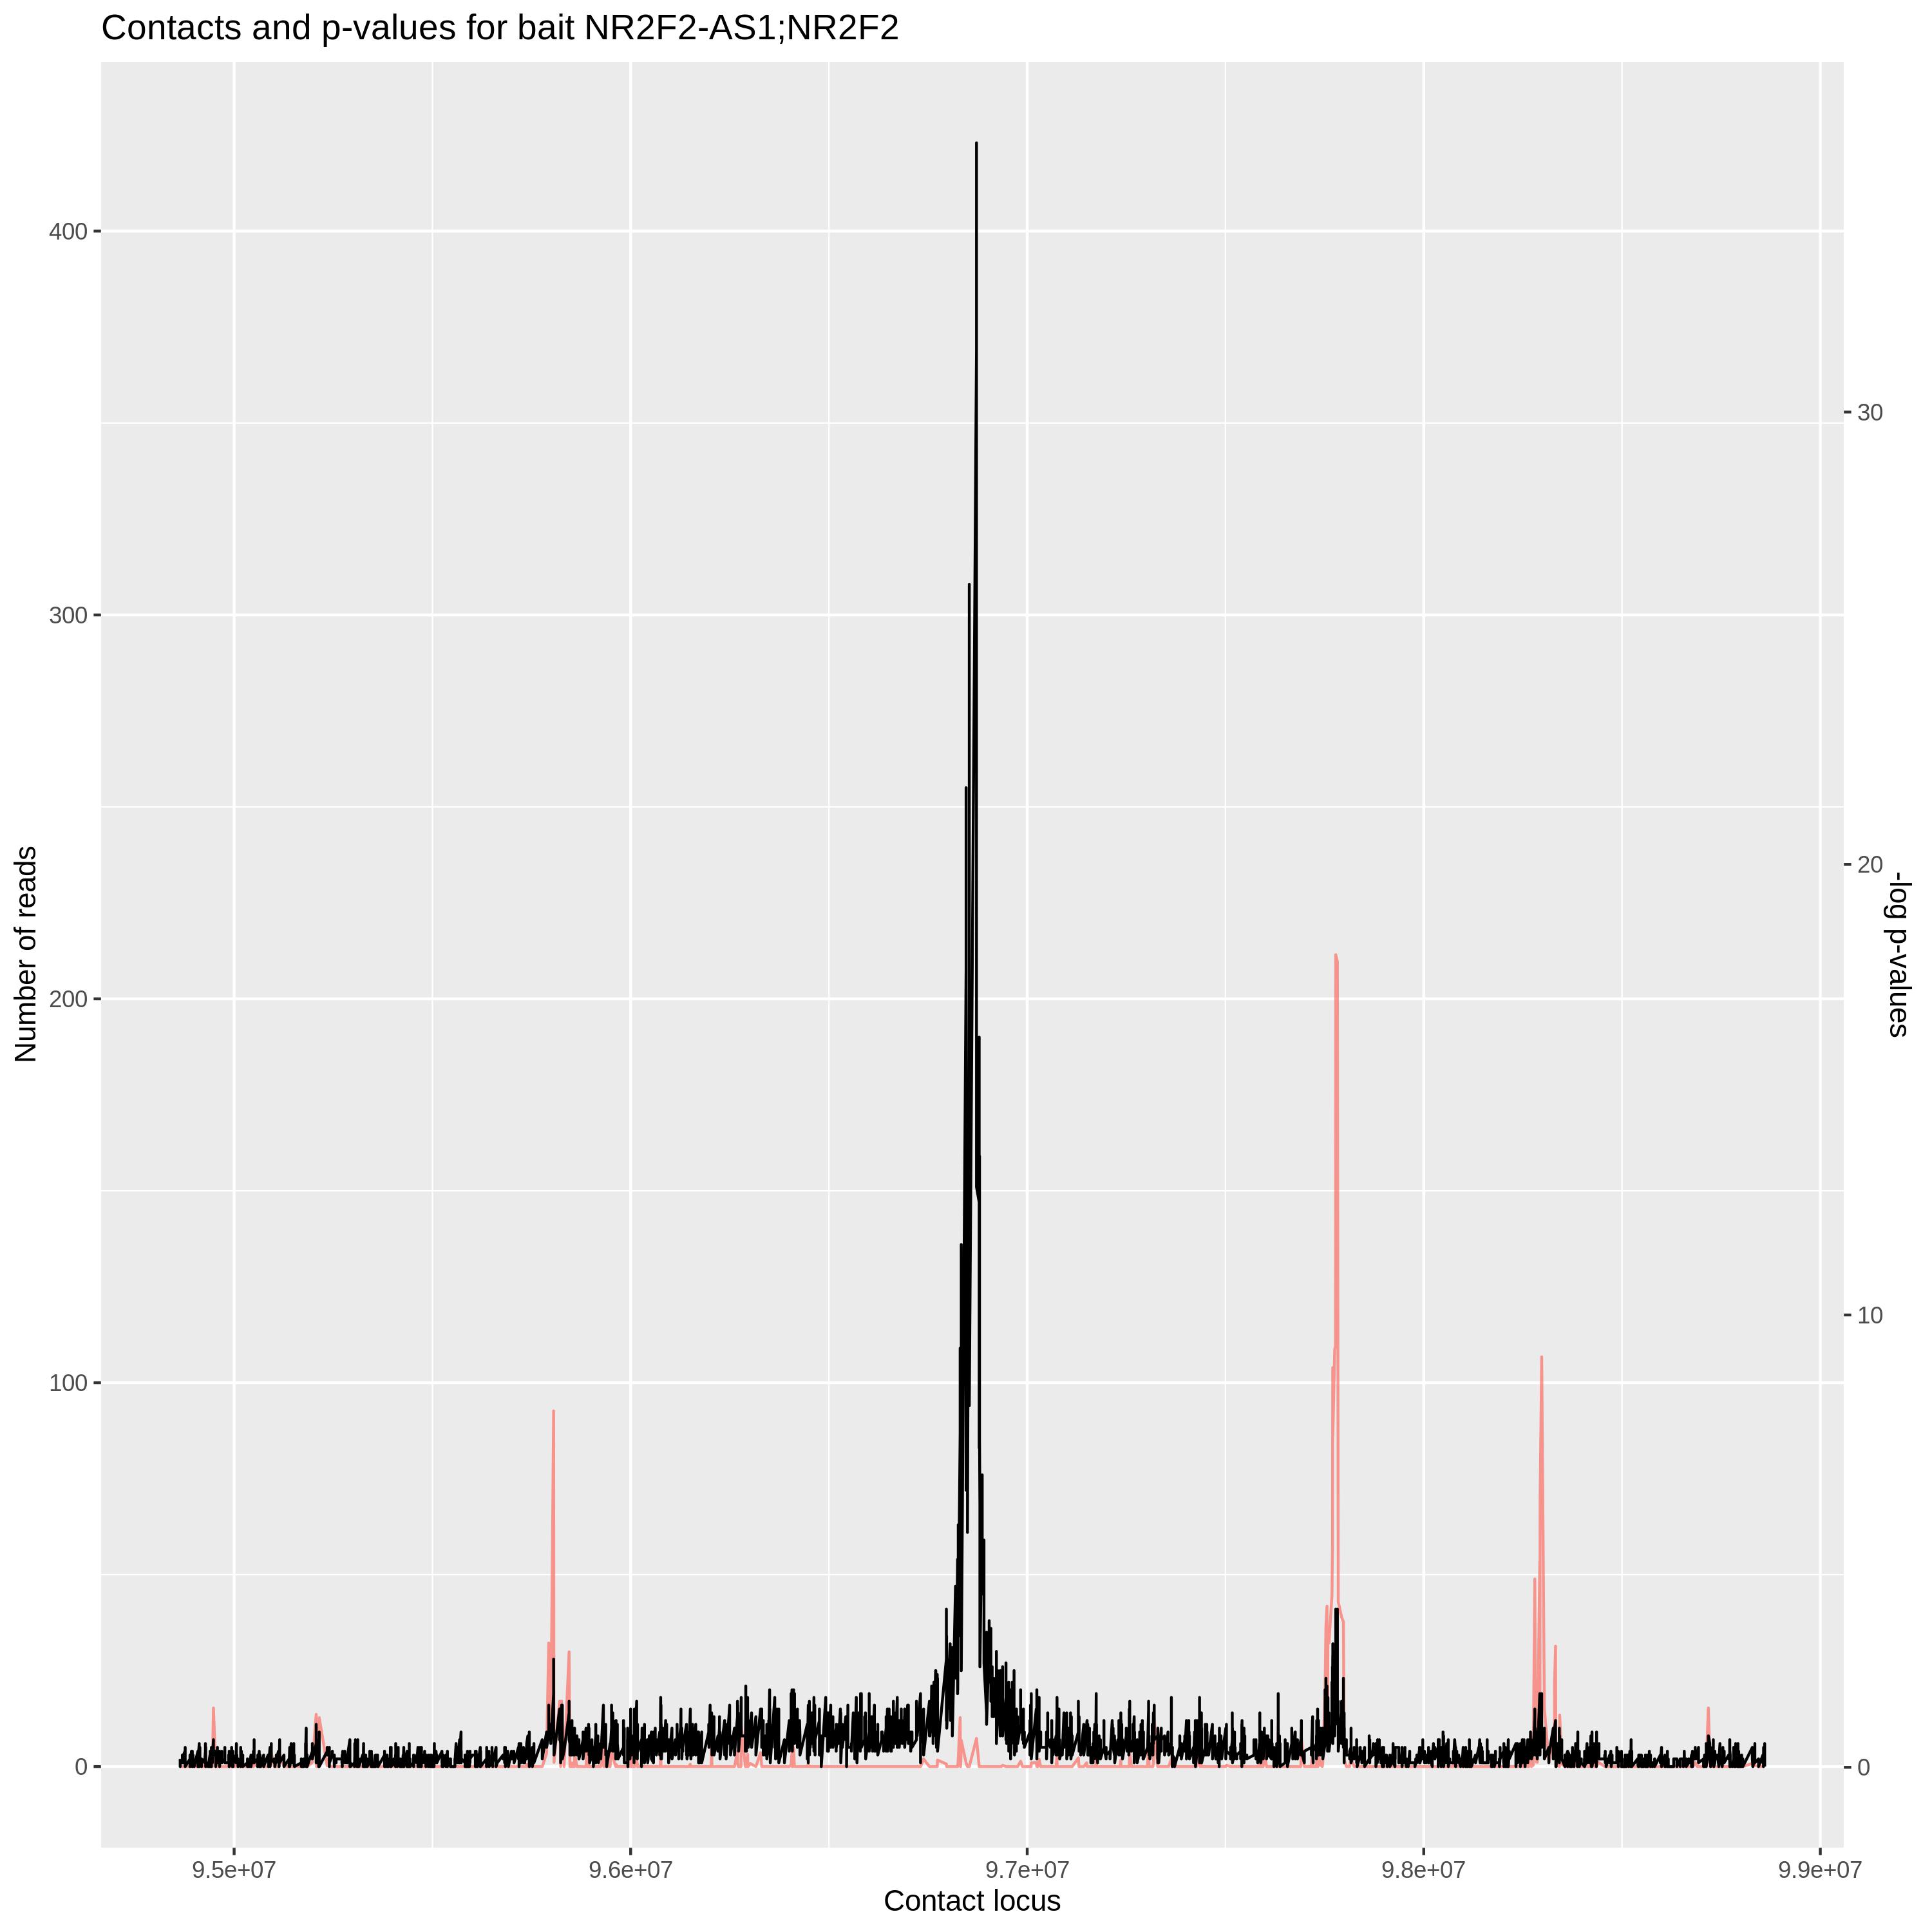 Contacts and p-values for bait NR2F2-AS1;NR2F2
400
300
200
100
0
Number of reads
30
20
10
0
-log p-values
9.5e+07
9.6e+07
9.7e+07
9.8e+07
9.9e+07
Contact locus